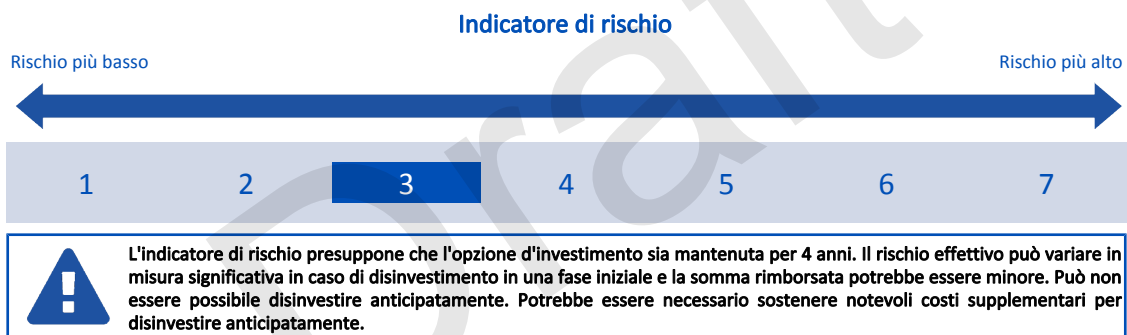 Indicatore di rischio
Rischio più basso
Rischio più alto
1 2 3 4 5 6 7
L'indicatore di rischio presuppone che l'opzione d'investimento sia mantenuta per 4 anni. Il rischio effettivo può variare in
misura significativa in caso di disinvestimento in una fase iniziale e la somma rimborsata potrebbe essere minore. Può non
essere possibile disinvestire anticipatamente. Potrebbe essere necessario sostenere notevoli costi supplementari per
disinvestire anticipatamente.
Draft